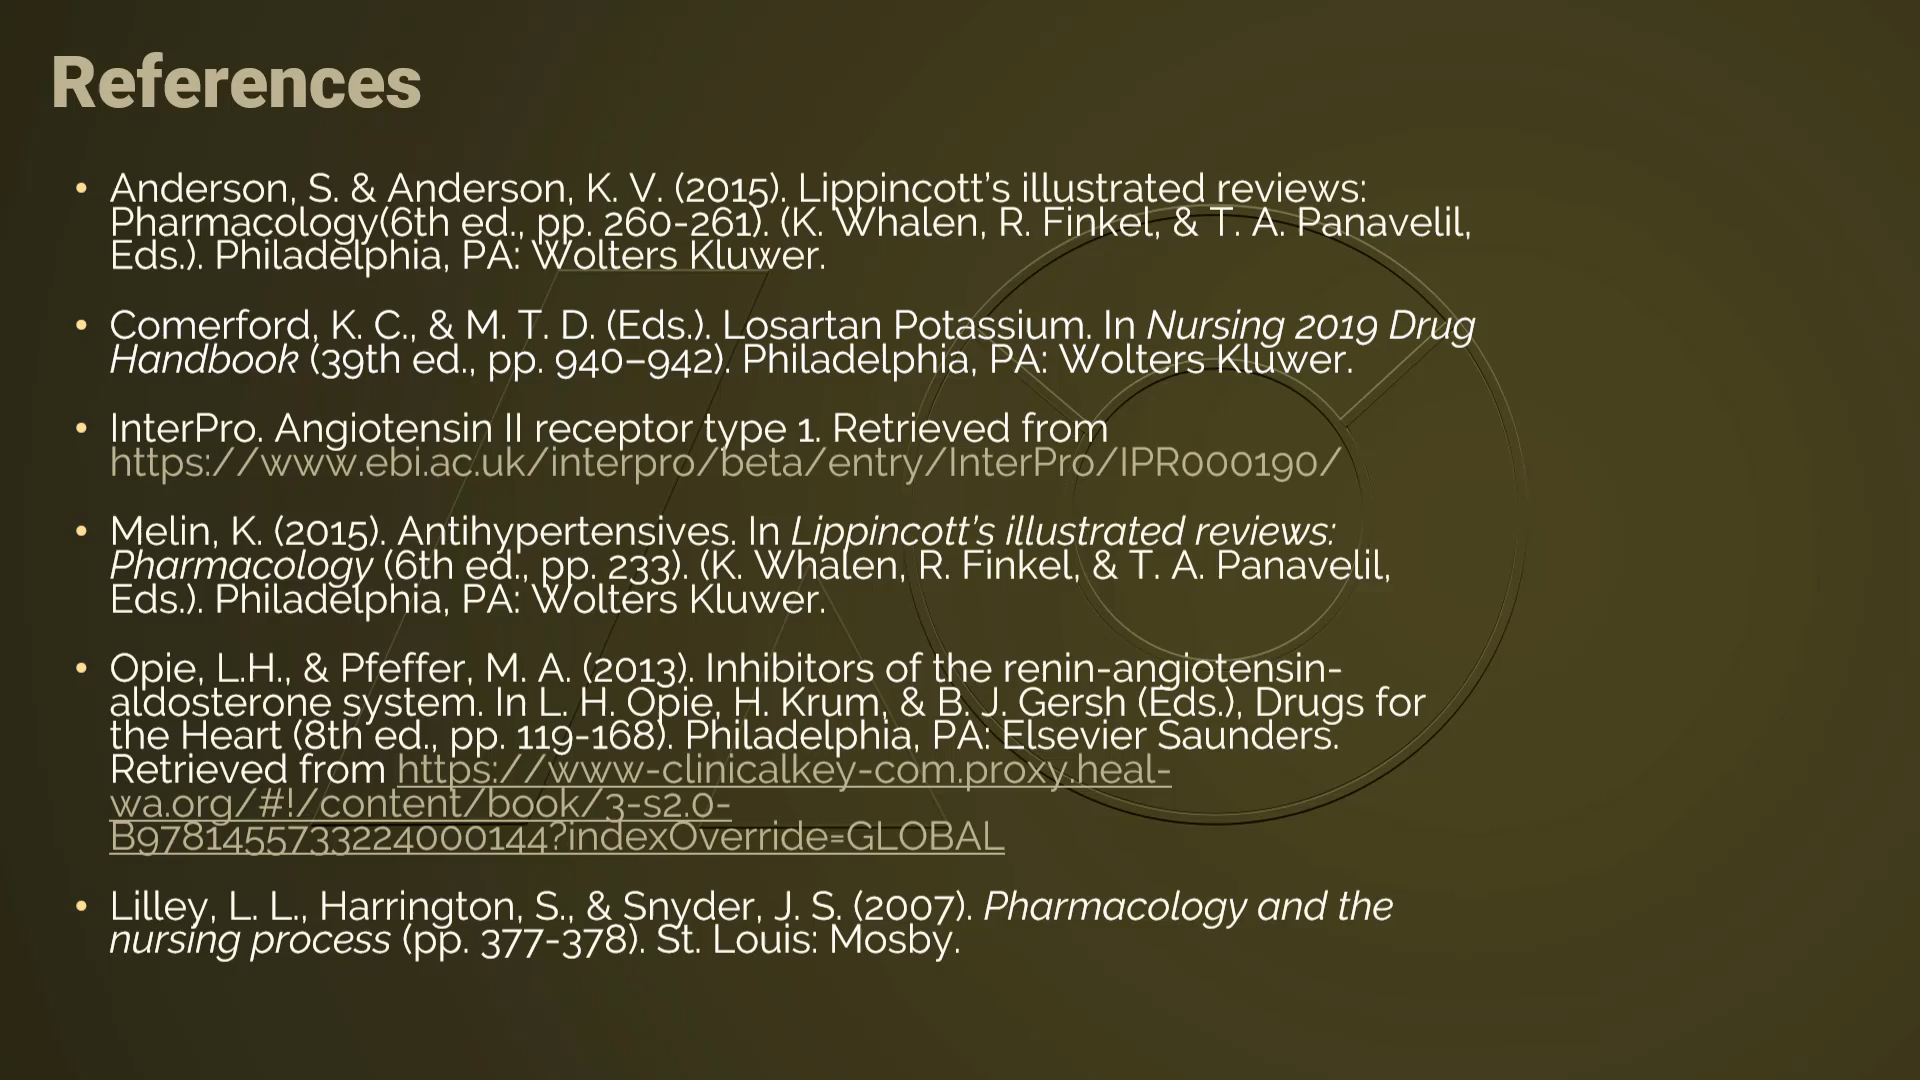 References
• Anderson, S. & Anderson, K. V. (2015). Lippincott’s illustrated reviews:
Pharmacology(6th ed., pp. 260-261). (K. Whalen, R. Finkel, & T. A. Panavelil,
Eds.). Philadelphia, PA: Wolters Kluwer.
• Comerford, K. C., & M. T. D. (Eds.). Losartan Potassium. In Nursing 2019 Drug
Handbook (39th ed., pp. 940–942). Philadelphia, PA: Wolters Kluwer.
• InterPro. Angiotensin II receptor type 1. Retrieved from
https://www.ebi.ac.uk/interpro/beta/entry/InterPro/IPR000190/
• Melin, K. (2015). Antihypertensives. In Lippincott’s illustrated reviews:
Pharmacology (6th ed., pp. 233). (K. Whalen, R. Finkel, & T. A. Panavelil,
Eds.). Philadelphia, PA: Wolters Kluwer.
• Opie, L.H., & Pfeffer, M. A. (2013). Inhibitors of the renin-angiotensin-
aldosterone system. In L. H. Opie, H. Krum, & B. J. Gersh (Eds.), Drugs for
the Heart (8th ed., pp. 119-168). Philadelphia, PA: Elsevier Saunders.
Retrieved from https://www-clinicalkey-com.proxy.heal-
wa.org/#!/content/book/3-s2.0-
B9781455733224000144?indexOverride=GLOBAL
• Lilley, L. L., Harrington, S., & Snyder, J. S. (2007). Pharmacology and the
nursing process (pp. 377-378). St. Louis: Mosby.